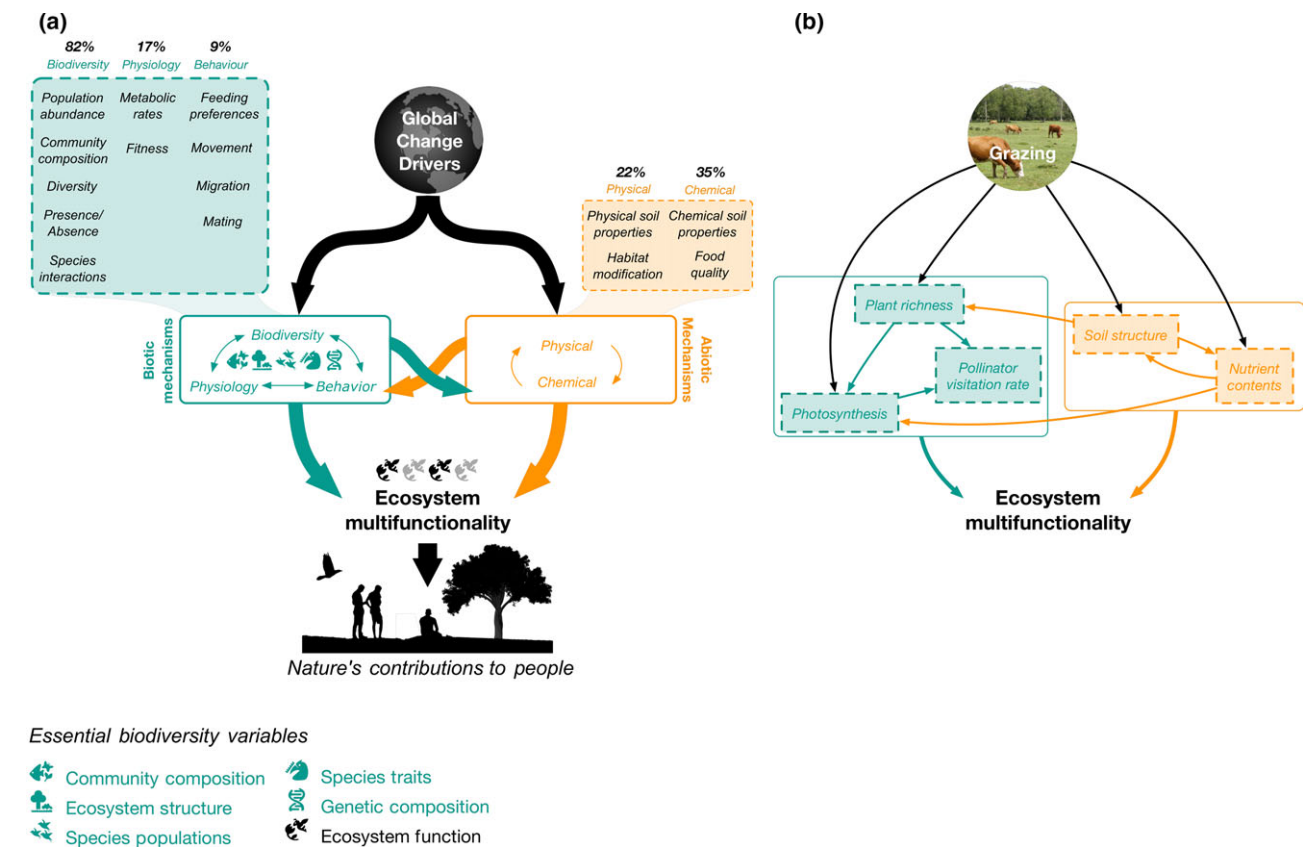 (a)
82% 17% 9%
Biodiversity Physiology Behaviour
Population abundance
Community composition
Diversity
Presence/ Absence
Species interactions
Metabolic rates
Fitness
Feeding preferences
Movement
Migration
Mating
Global
Change
Drivers
22% 35%
Physical Chemical
Physical soil properties
Habitat modification
Chemical soil properties
Food quality
Biotic
mechanisms
Biodiversity
Physiology
Behavior
Physical
Chemical
Abiotic
Mechanisms
Ecosystem
multifunctionality
Nature's contributions to people
Essential biodiversity variables
Community composition
Ecosystem structure
Species populations
Species traits
Genetic composition
Ecosystem function
(b)
Grazing
Plant richness
Pollinator
visitation rate
Photosynthesis
Soil structure
Nutrient
contents
Ecosystem
multifunctionality